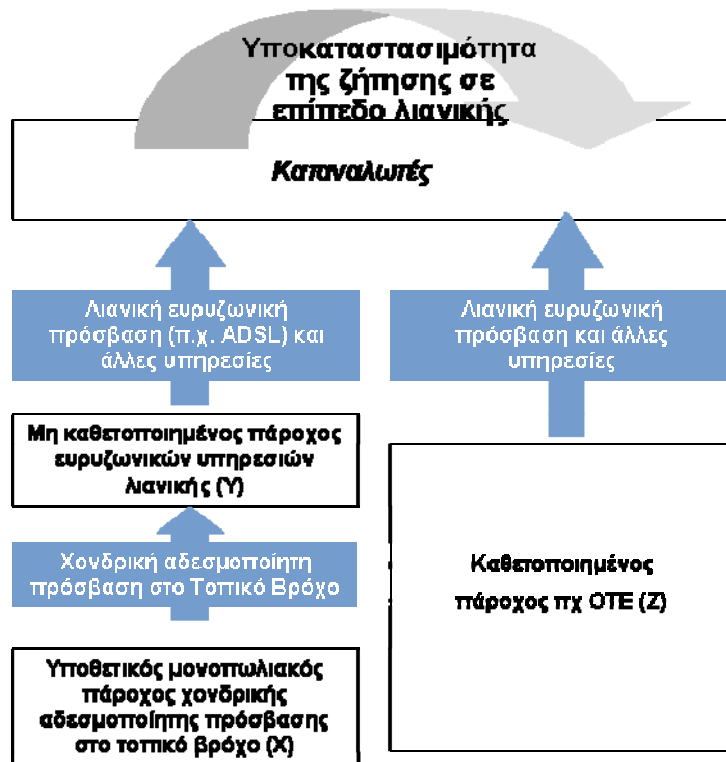 Υποκαταστασιμότητα
της ζήτησης σε
επίπεδο λιανικής
Καταναλωτές
Λιανική ευρυζωνική
πρόσβαση (π.χ. ADSL) και
άλλες υπηρεσίες
Λιανική ευρυζωνική
πρόσβαση και άλλες
υπηρεσίες
Μη καθετοποιημένος πάροχος
ευρυζωνικών υπηρεσιών
λιανικής (Υ)
Χονδρική αδεσμοποίητη
πρόσβαση στο Τοπικό Βρόχο
Υποθετικός μονοπωλιακός
πάροχος χονδρικής
αδεσμοποίητης πρόσβασης
στο τοπικό βρόχο (Χ)
Καθετοποιημένος
πάροχος πχ ΟΤΕ (Ζ)